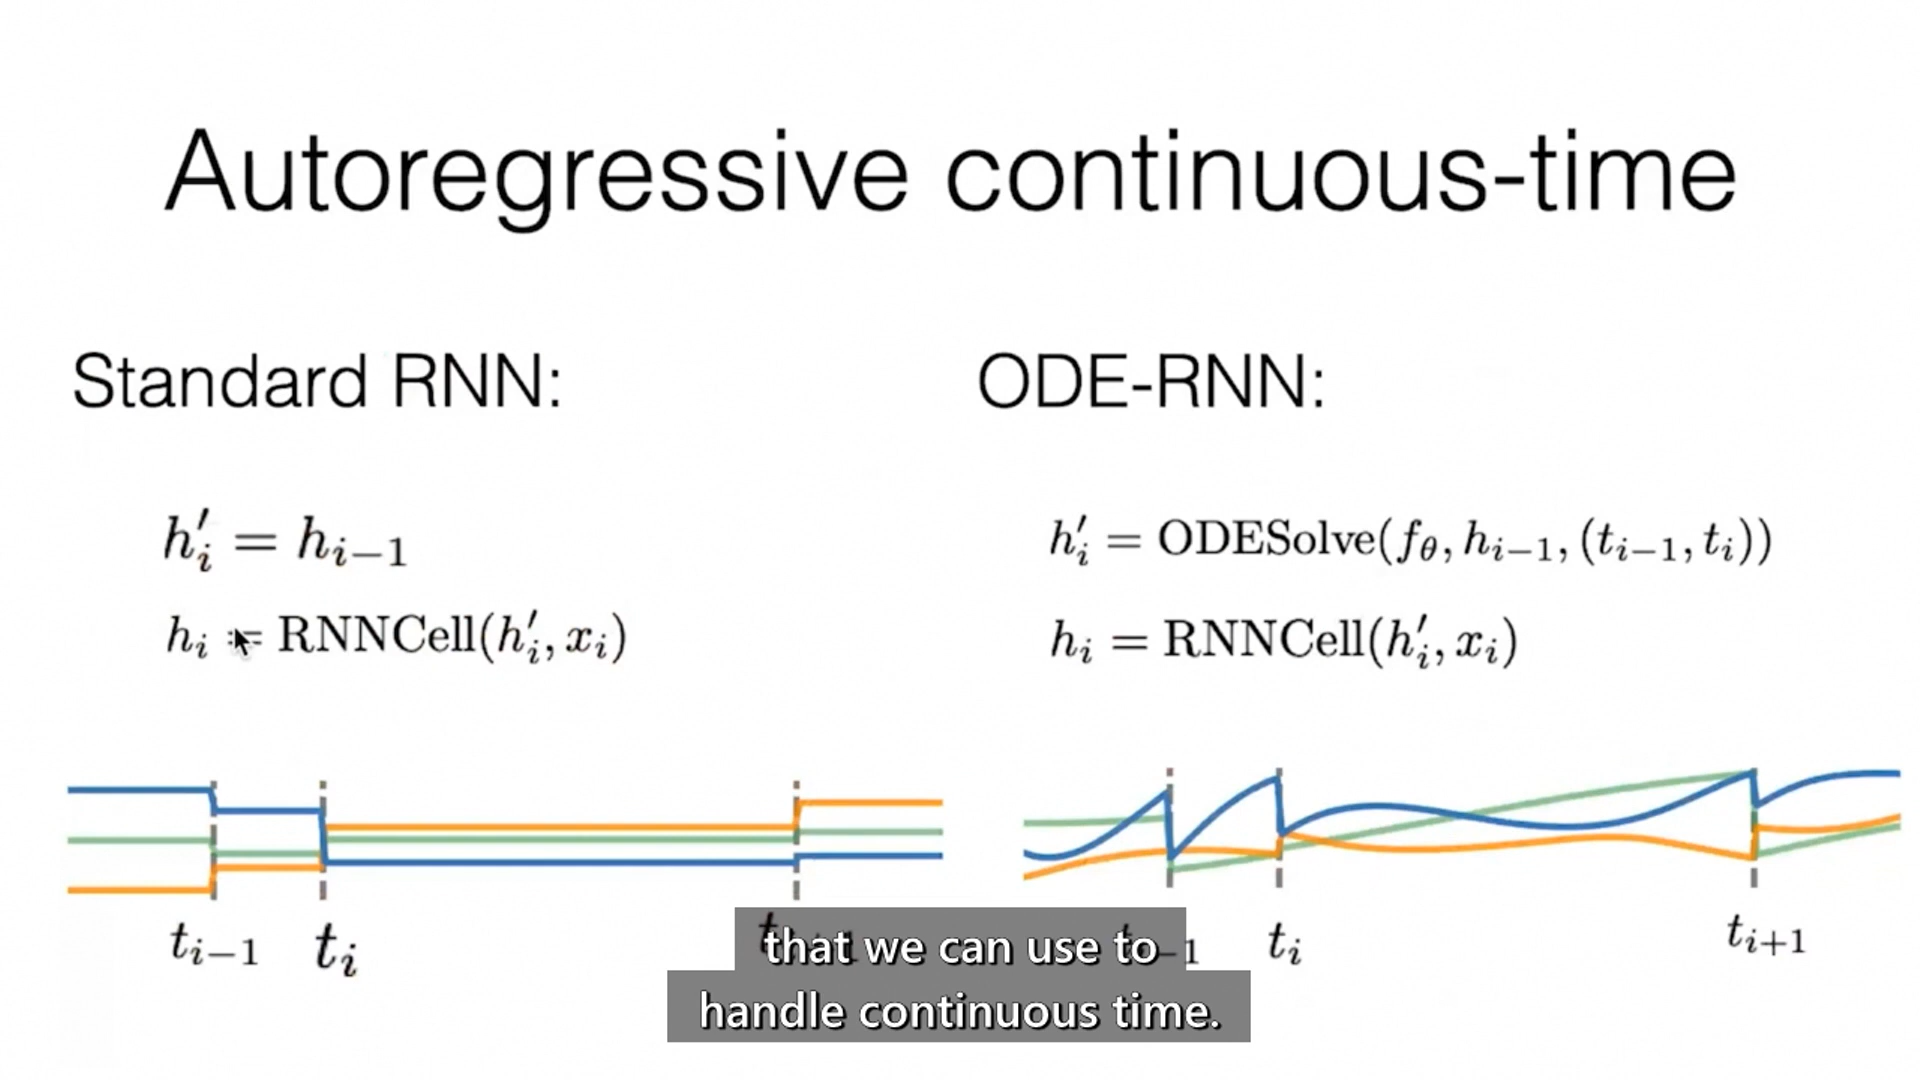 Autoregressive continuous-time
Standard RNN:
h′ᵢ = hᵢ₋₁
hᵢ = RNNCell(h′ᵢ, xᵢ)
tᵢ₋₁ tᵢ
ODE-RNN:
h′ᵢ = ODESolve(f_θ, hᵢ₋₁, (tᵢ₋₁, tᵢ))
hᵢ = RNNCell(h′ᵢ, xᵢ)
tᵢ tᵢ₊₁
that we can use to
handle continuous time.